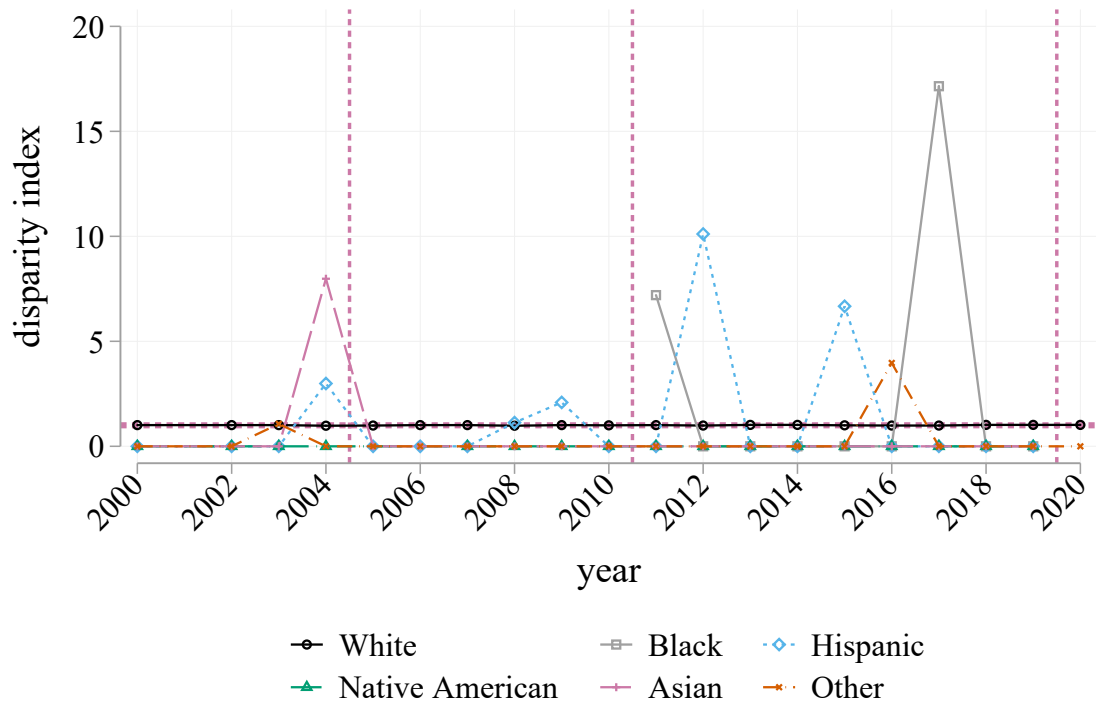 20
15
10
5
0
disparity index
2000
2002
2004
2006
2008
2010
2012
2014
2016
2018
2020
year
White
Black
Hispanic
Native American
Asian
Other